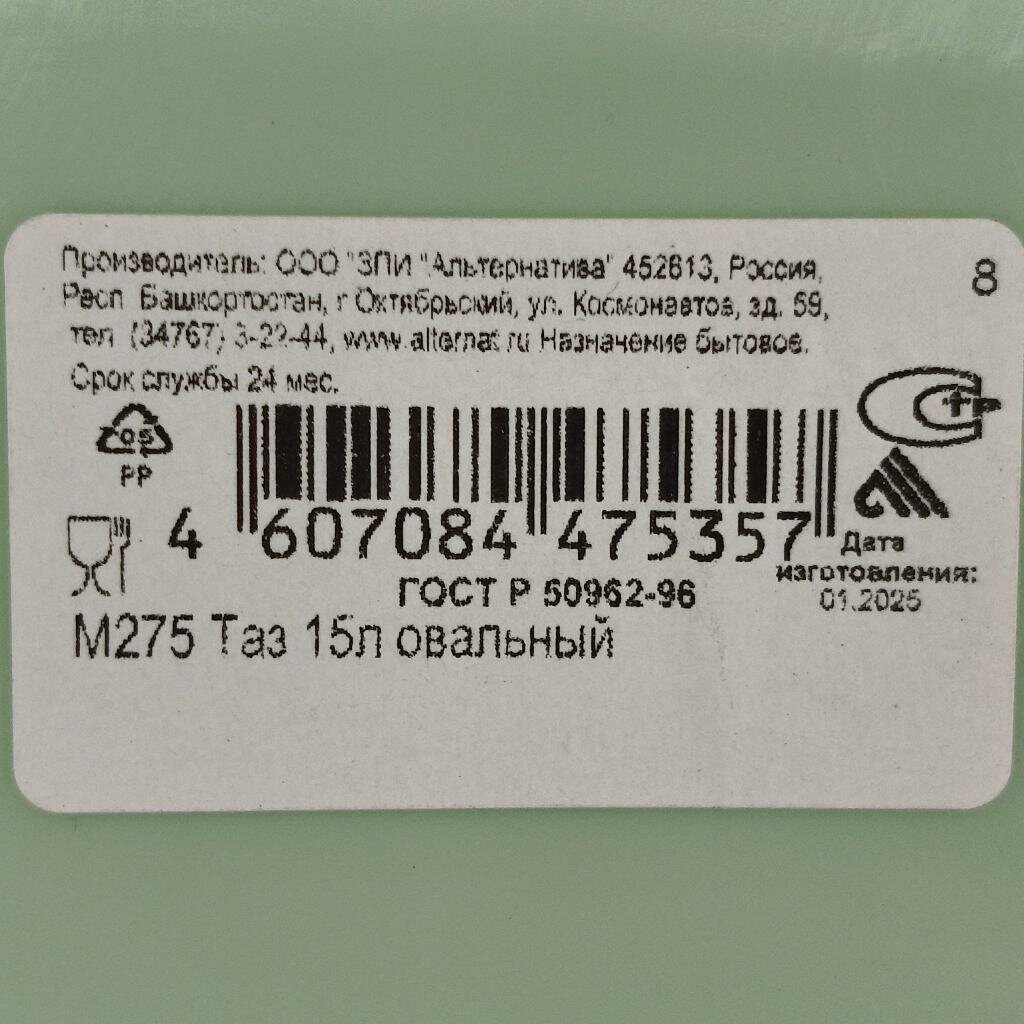 Производитель: ООО "ЗПИ "Альтернатива" 452613, Россия,
8
Респ. Башкортостан, г.Октябрьский, ул. Космонавтов, зд. 59,
тел. (34767) 3-22-44, www.alternat.ru Назначение бытовое.
Срок службы 24 мес.
05
PP
4 607084 475357
Дата
изготовления:
01.2025
ГОСТ Р 50962-96
М275 Таз 15л овальный